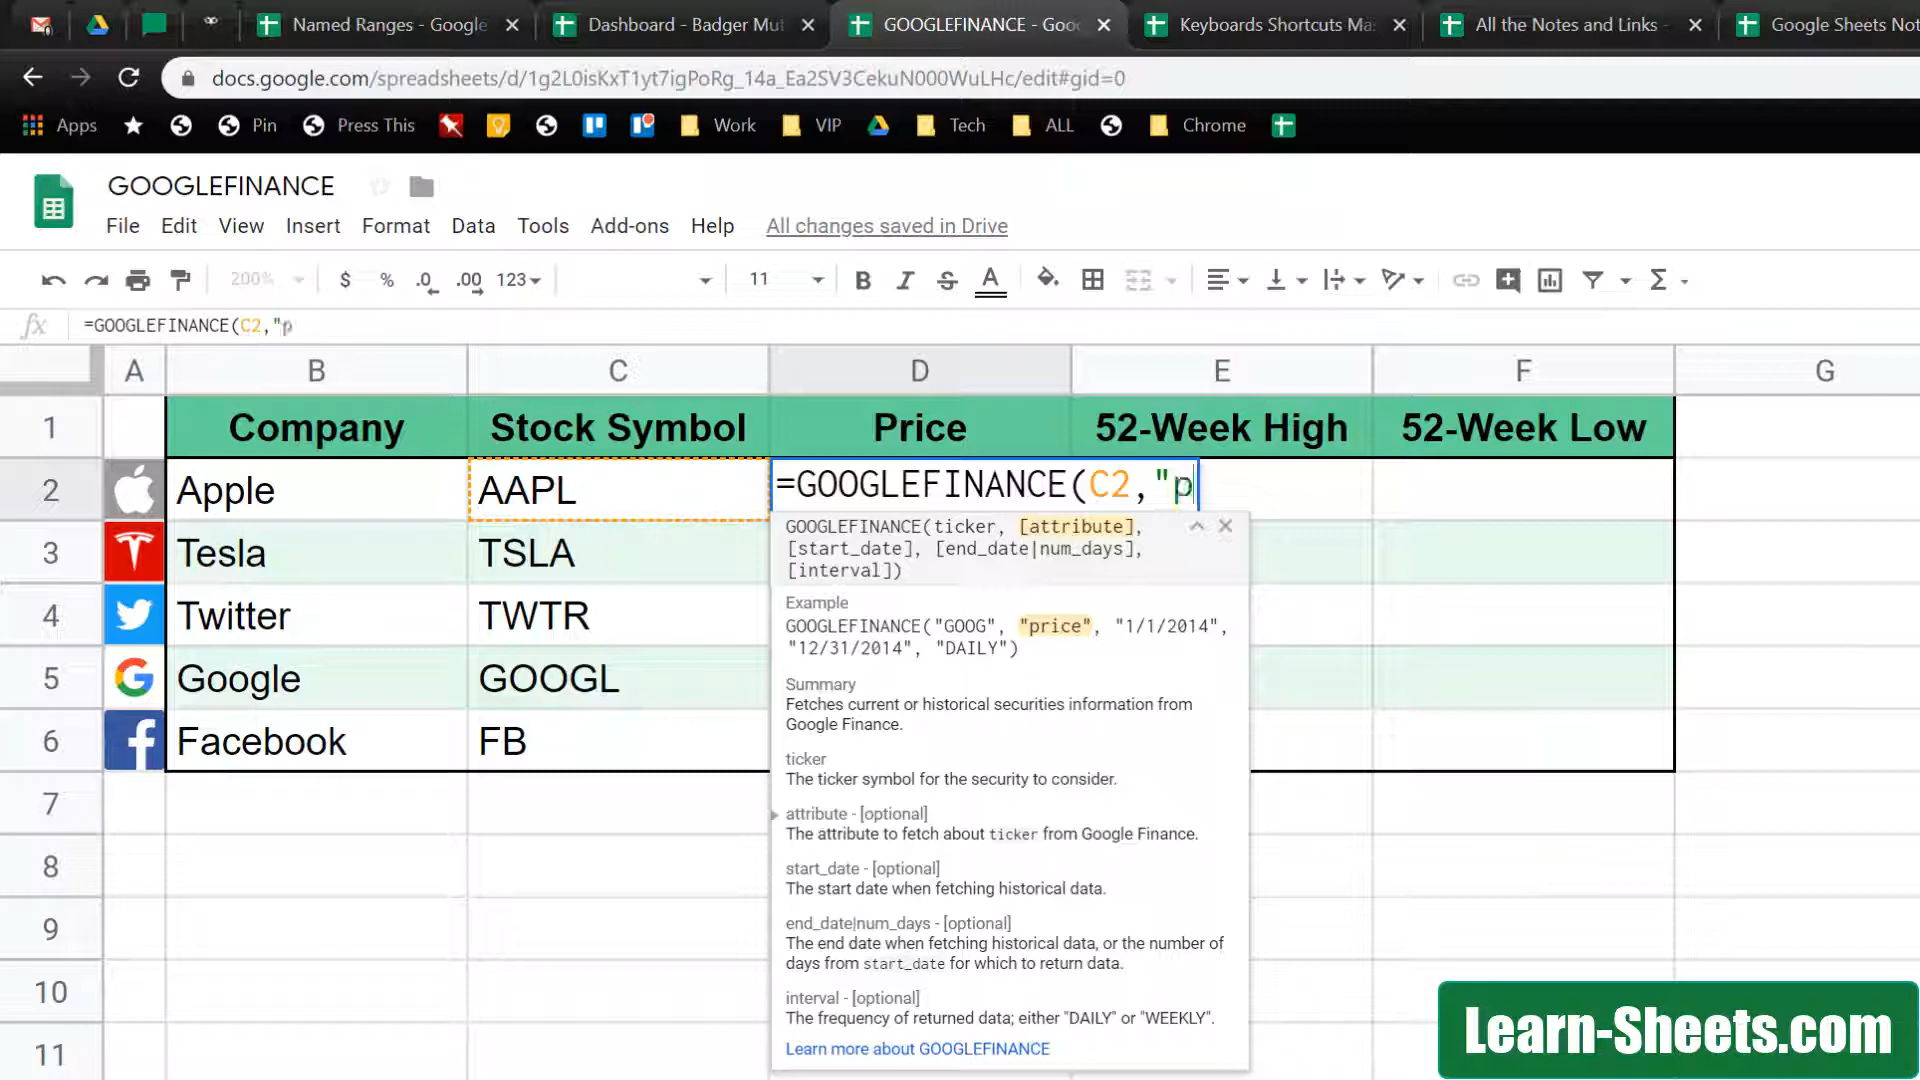 Named Ranges - Google
Dashboard - Badger Mut
GOOGLEFINANCE - Goo
Keyboards Shortcuts Ma
All the Notes and Links -
Google Sheets Not
docs.google.com/spreadsheets/d/1g2L0isKxT1yt7igPoRg_14a_Ea2SV3CekuN000WuLHc/edit#gid=0
Apps
Pin
Press This
Work
VIP
Tech
ALL
Chrome
GOOGLEFINANCE
File Edit View Insert Format Data Tools Add-ons Help All changes saved in Drive
200% $ % .0 .00 123 11 B I S A Σ
fx =GOOGLEFINANCE(C2,"p
A B C D E F G
1 Company Stock Symbol Price 52-Week High 52-Week Low
2 Apple AAPL =GOOGLEFINANCE(C2,"p
3 Tesla TSLA
4 Twitter TWTR
5 Google GOOGL
6 Facebook FB
7
8
9
10
11
GOOGLEFINANCE(ticker, [attribute],
[start_date], [end_date|num_days],
[interval])
Example
GOOGLEFINANCE("GOOG", "price", "1/1/2014",
"12/31/2014", "DAILY")
Summary
Fetches current or historical securities information from
Google Finance.
ticker
The ticker symbol for the security to consider.
attribute - [optional]
The attribute to fetch about ticker from Google Finance.
start_date - [optional]
The start date when fetching historical data.
end_date|num_days - [optional]
The end date when fetching historical data, or the number of
days from start_date for which to return data.
interval - [optional]
The frequency of returned data; either "DAILY" or "WEEKLY".
Learn more about GOOGLEFINANCE
Learn-Sheets.com